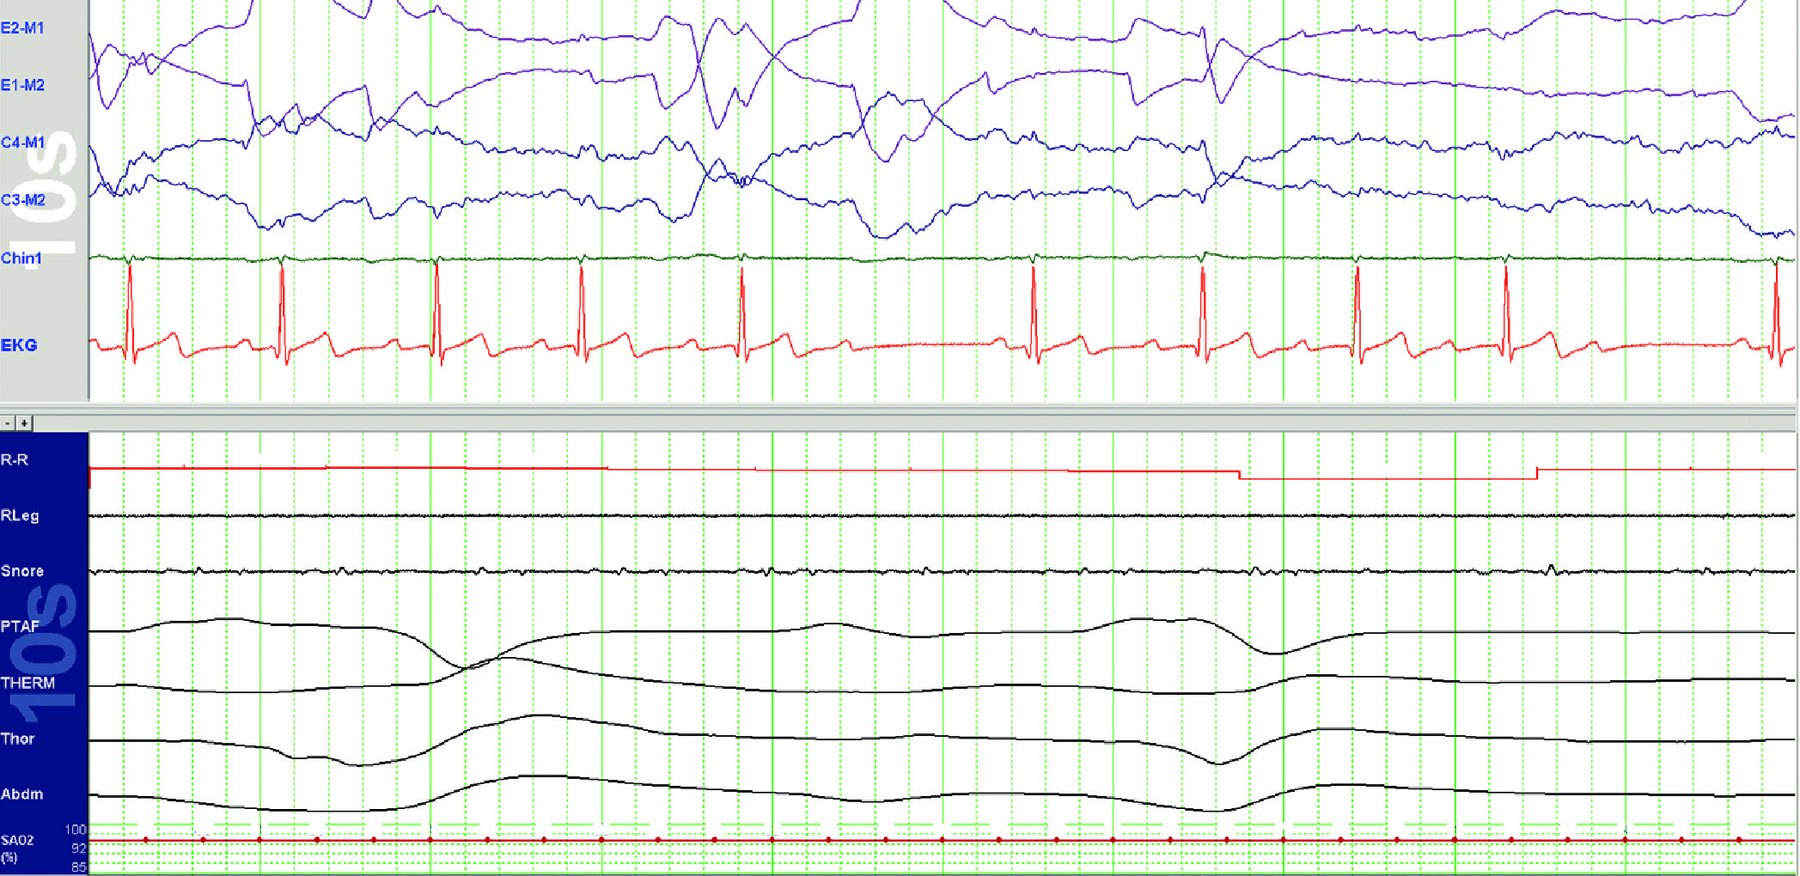 E2-M1
E1-M2
C4-M1
C3-M2
10s
Chin1
EKG
- +
R-R
RLeg
Snore
PTAF
10s
THERM
Thor
Abdm
100
SAO2
92
(%)
85